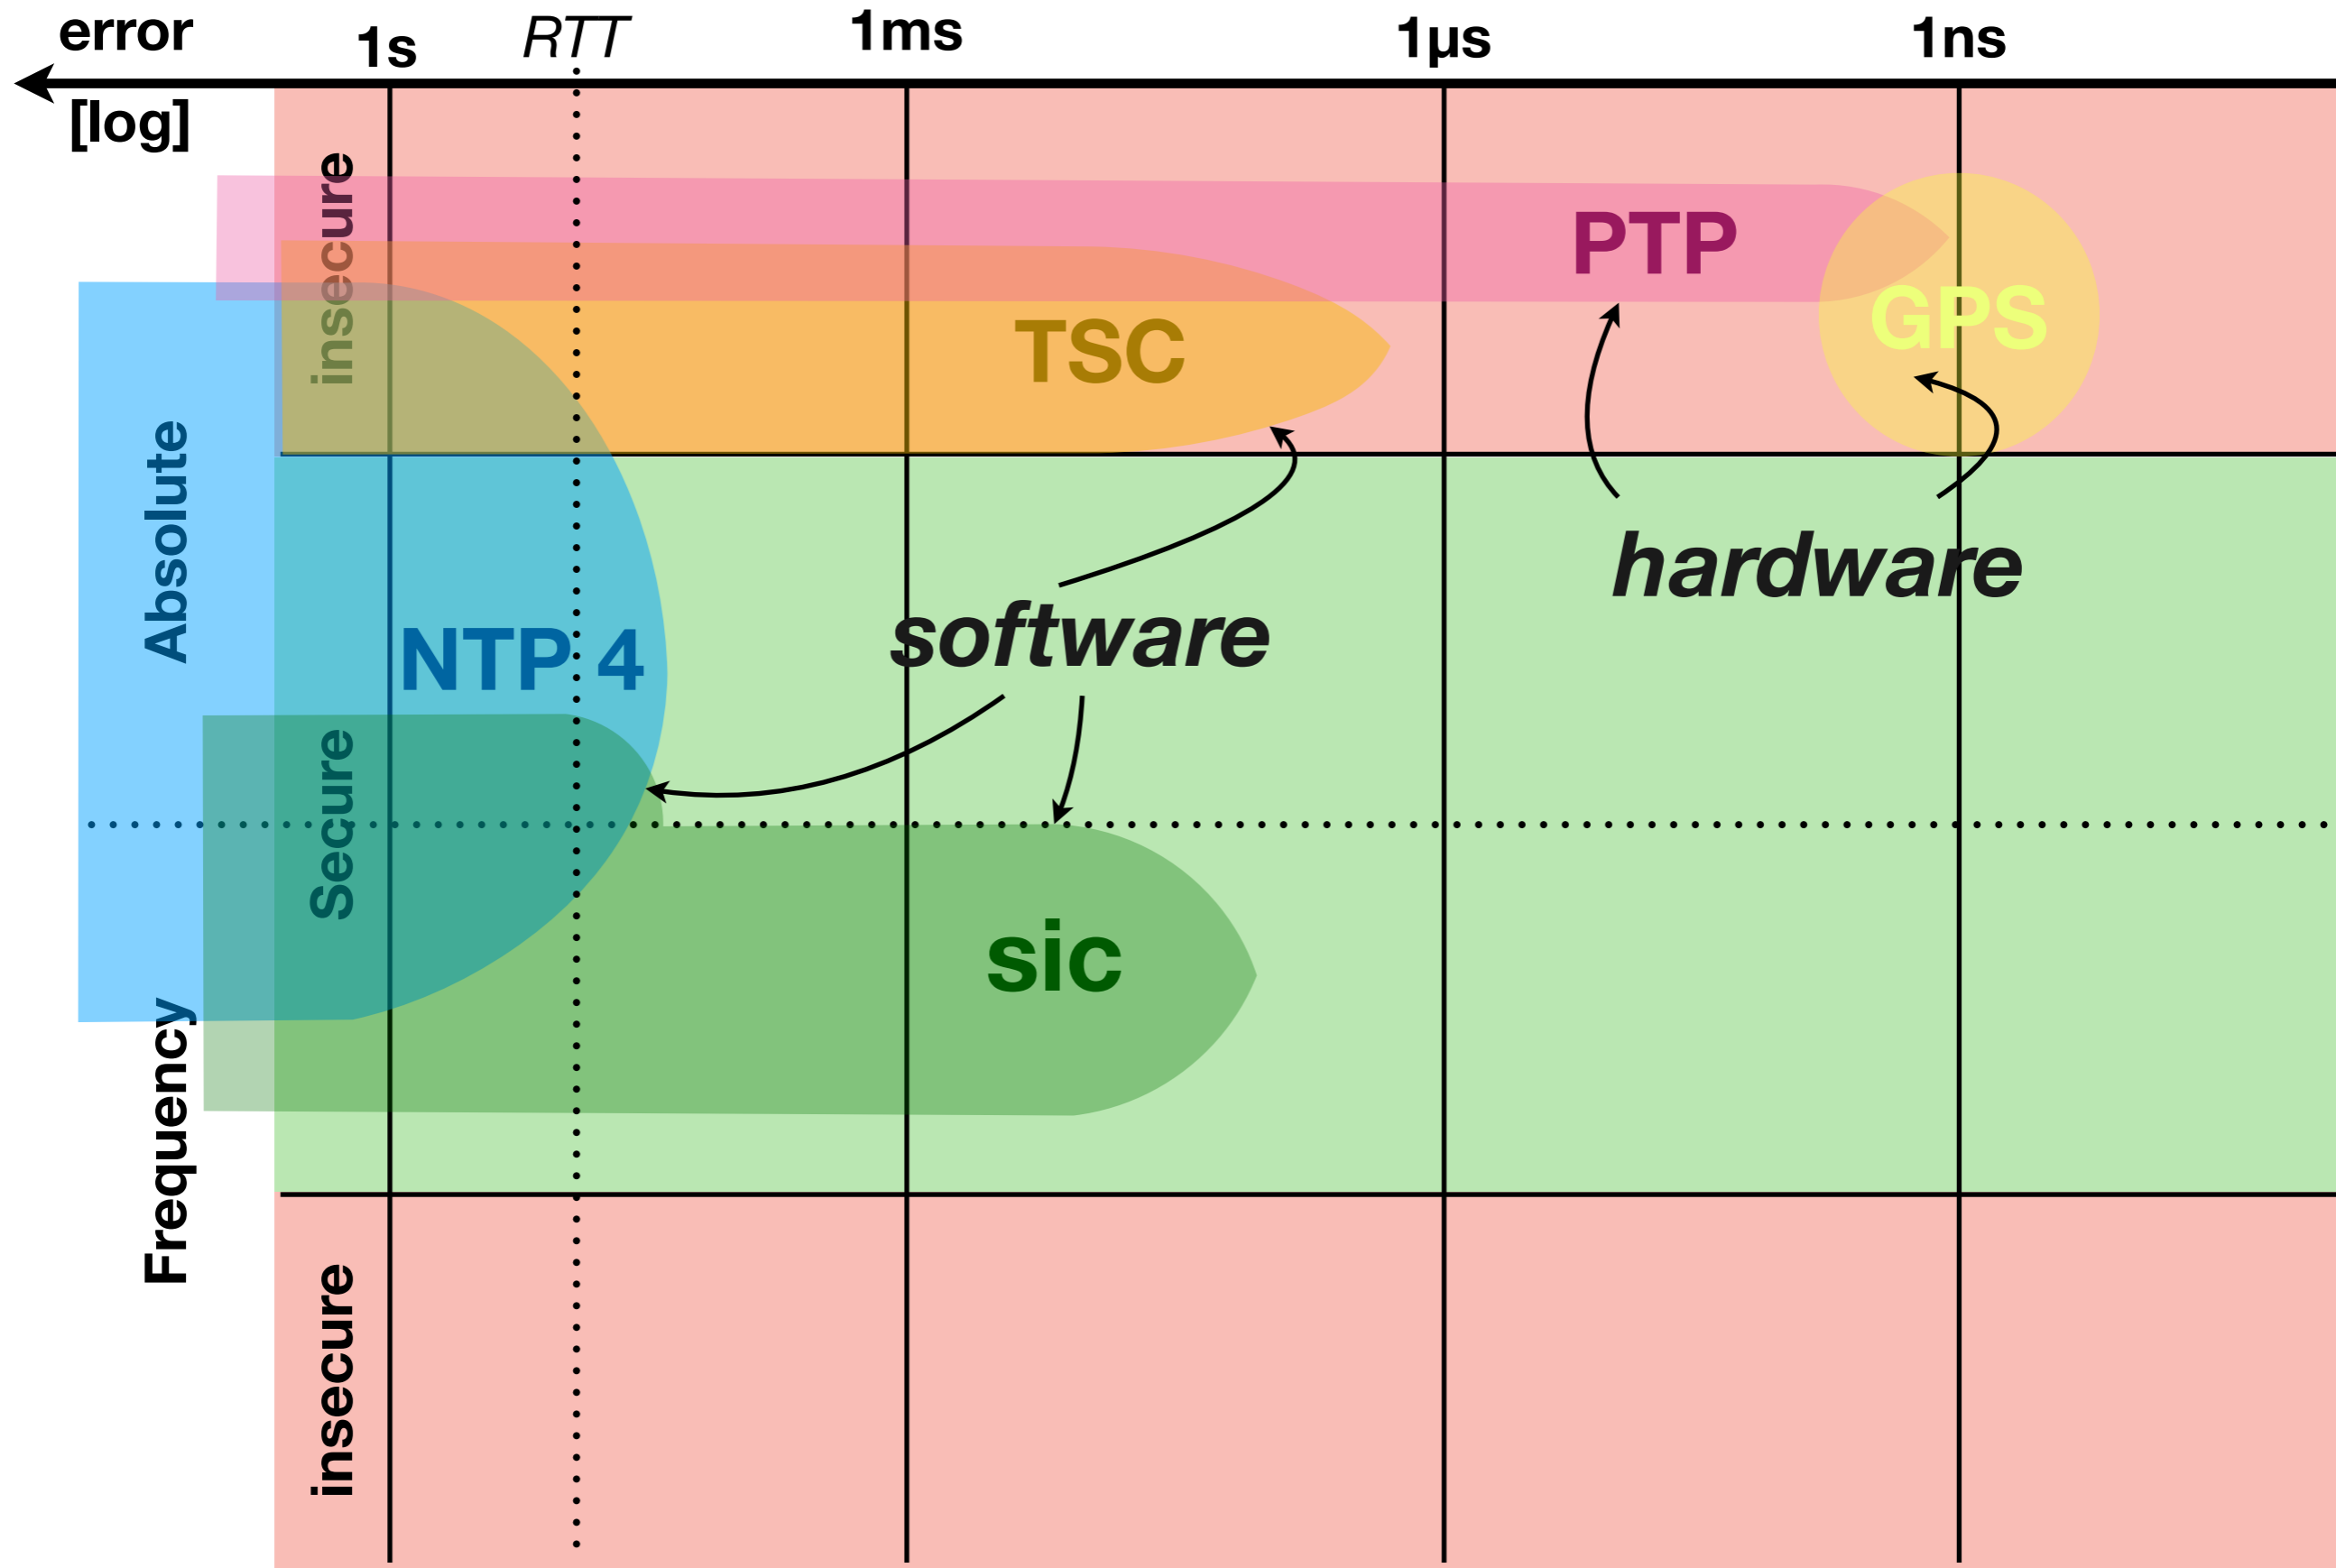 error
1s
RTT
1ms
1µs
1ns
[log]
insecure
PTP
GPS
TSC
Absolute
hardware
software
NTP 4
Secure
sic
Frequency
insecure